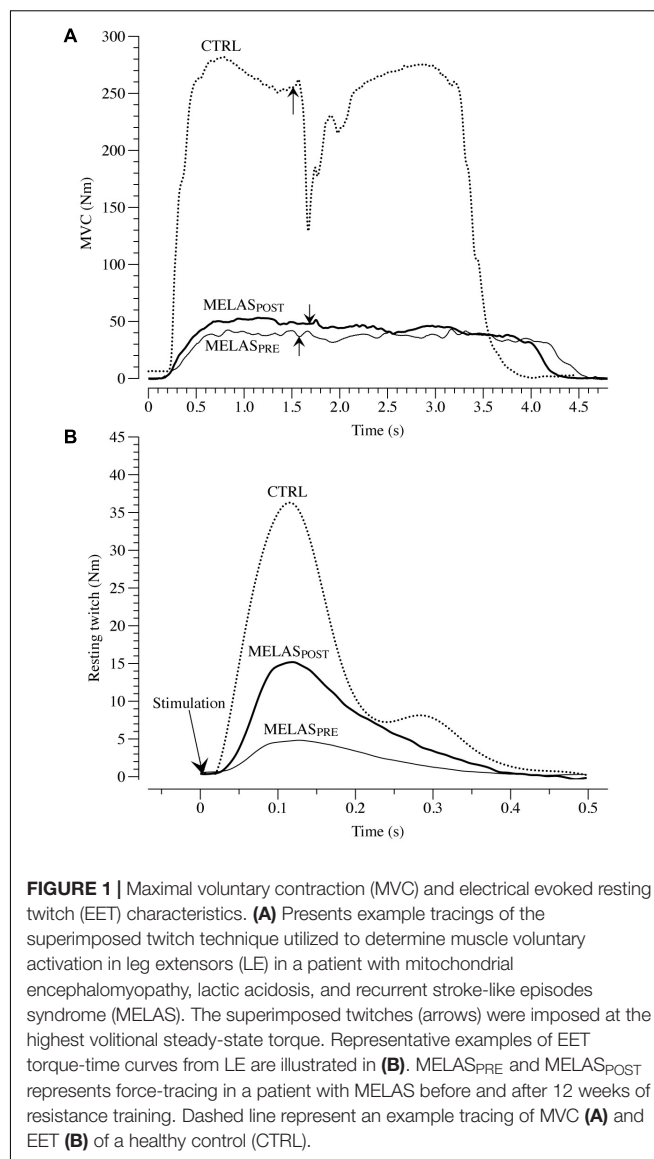 A
300
CTRL
250
200
MVC (Nm)
150
100
MELASPOST
50
MELASPRE
0
0 0.5 1.0 1.5 2.0 2.5 3.0 3.5 4.0 4.5
Time (s)
B
45
40
CTRL
35
30
25
Resting twitch (Nm)
20
MELASPOST
15
Stimulation
10
MELASPRE
5
0
0 0.1 0.2 0.3 0.4 0.5
Time (s)
FIGURE 1 | Maximal voluntary contraction (MVC) and electrical evoked resting
twitch (EET) characteristics. (A) Presents example tracings of the
superimposed twitch technique utilized to determine muscle voluntary
activation in leg extensors (LE) in a patient with mitochondrial
encephalomyopathy, lactic acidosis, and recurrent stroke-like episodes
syndrome (MELAS). The superimposed twitches (arrows) were imposed at the
highest volitional steady-state torque. Representative examples of EET
torque-time curves from LE are illustrated in (B). MELASPRE and MELASPOST
represents force-tracing in a patient with MELAS before and after 12 weeks of
resistance training. Dashed line represent an example tracing of MVC (A) and
EET (B) of a healthy control (CTRL).